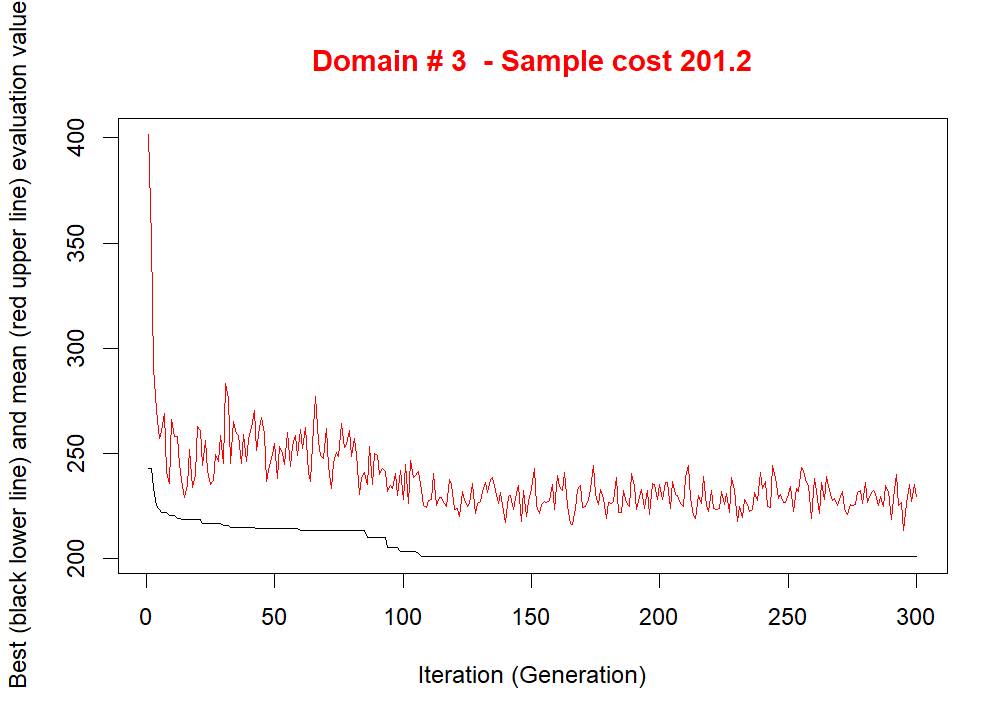 Domain # 3  - Sample cost 201.2
Best (black lower line) and mean (red upper line) evaluation value
400
350
300
250
200
0 50 100 150 200 250 300
Iteration (Generation)